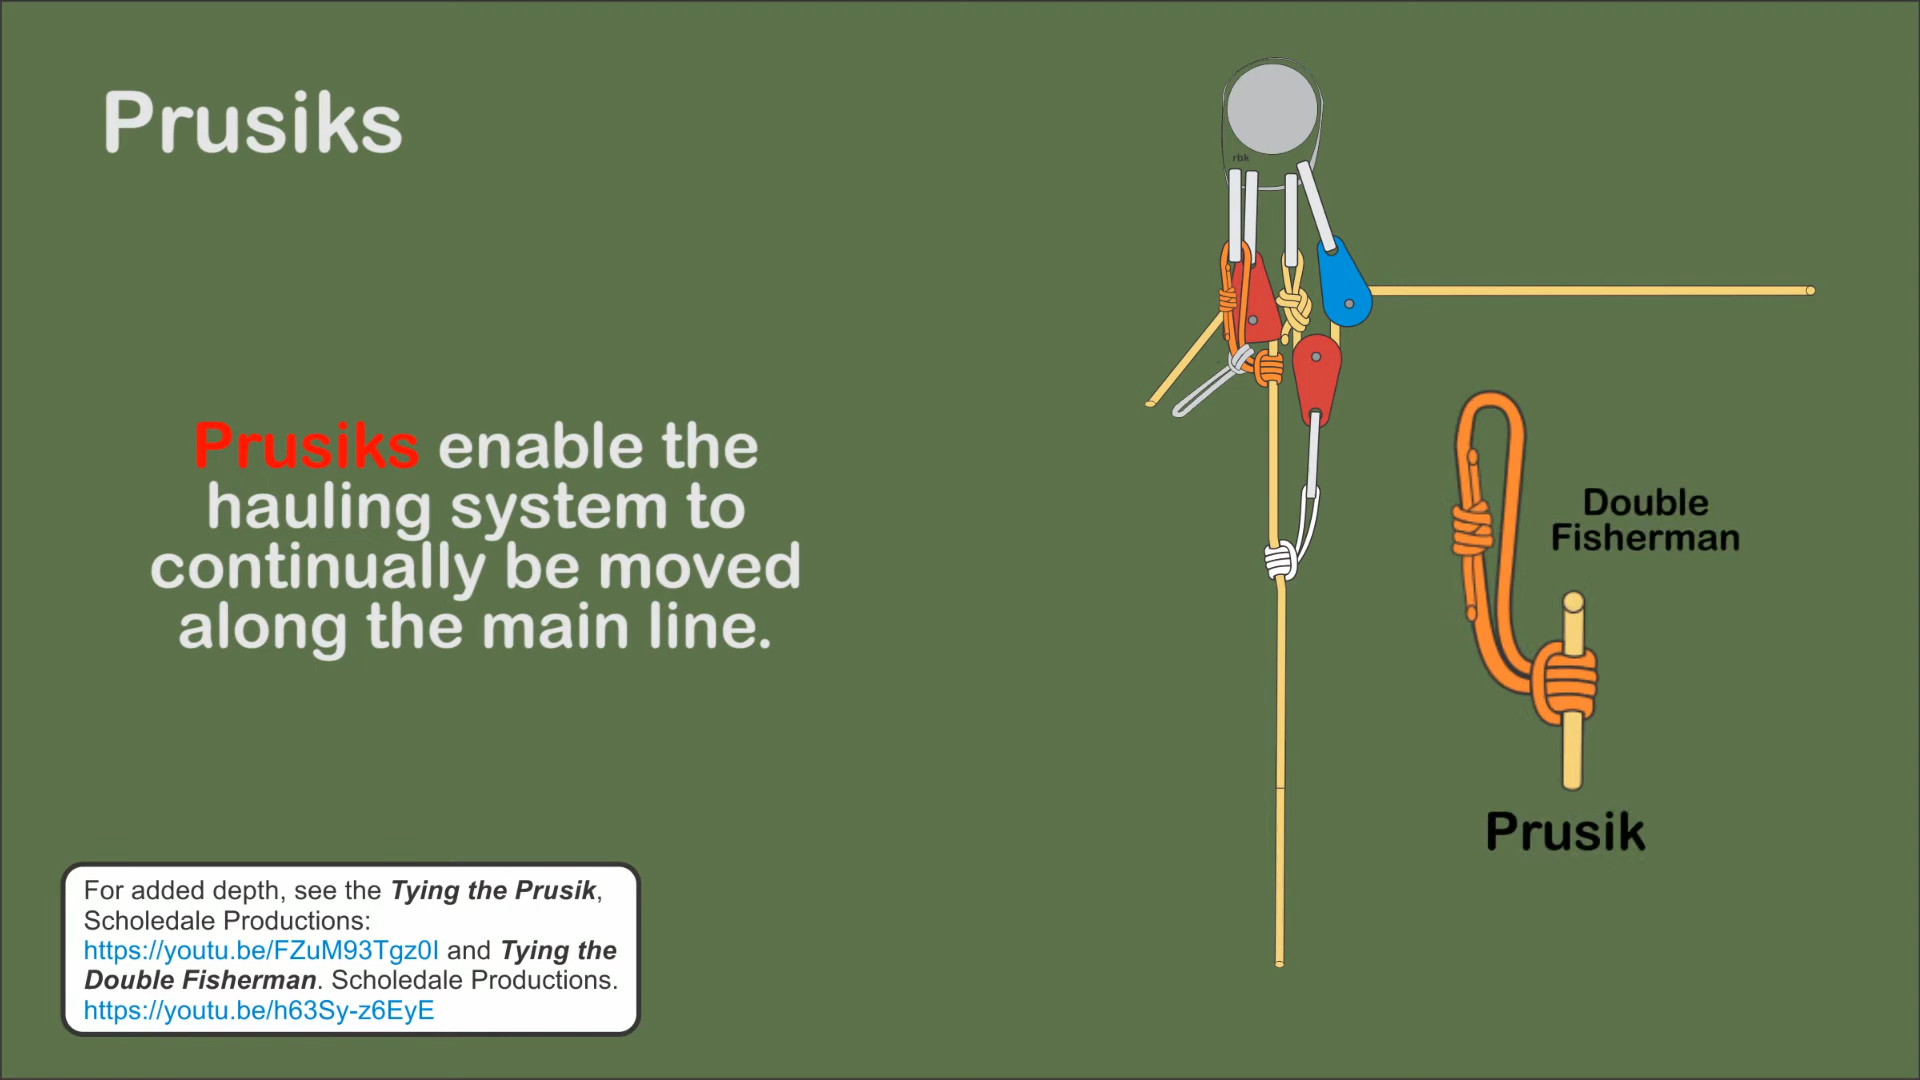 Prusiks
rbk
Prusiks enable the
hauling system to
continually be moved
along the main line.
Double
Fisherman
Prusik
For added depth, see the Tying the Prusik,
Scholedale Productions:
https://youtu.be/FZuM93Tgz0I and Tying the
Double Fisherman. Scholedale Productions.
https://youtu.be/h63Sy-z6EyE